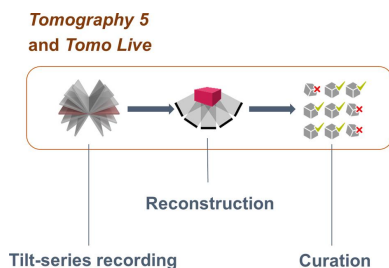 Tomography 5
and Tomo Live
Reconstruction
Tilt-series recording
Curation